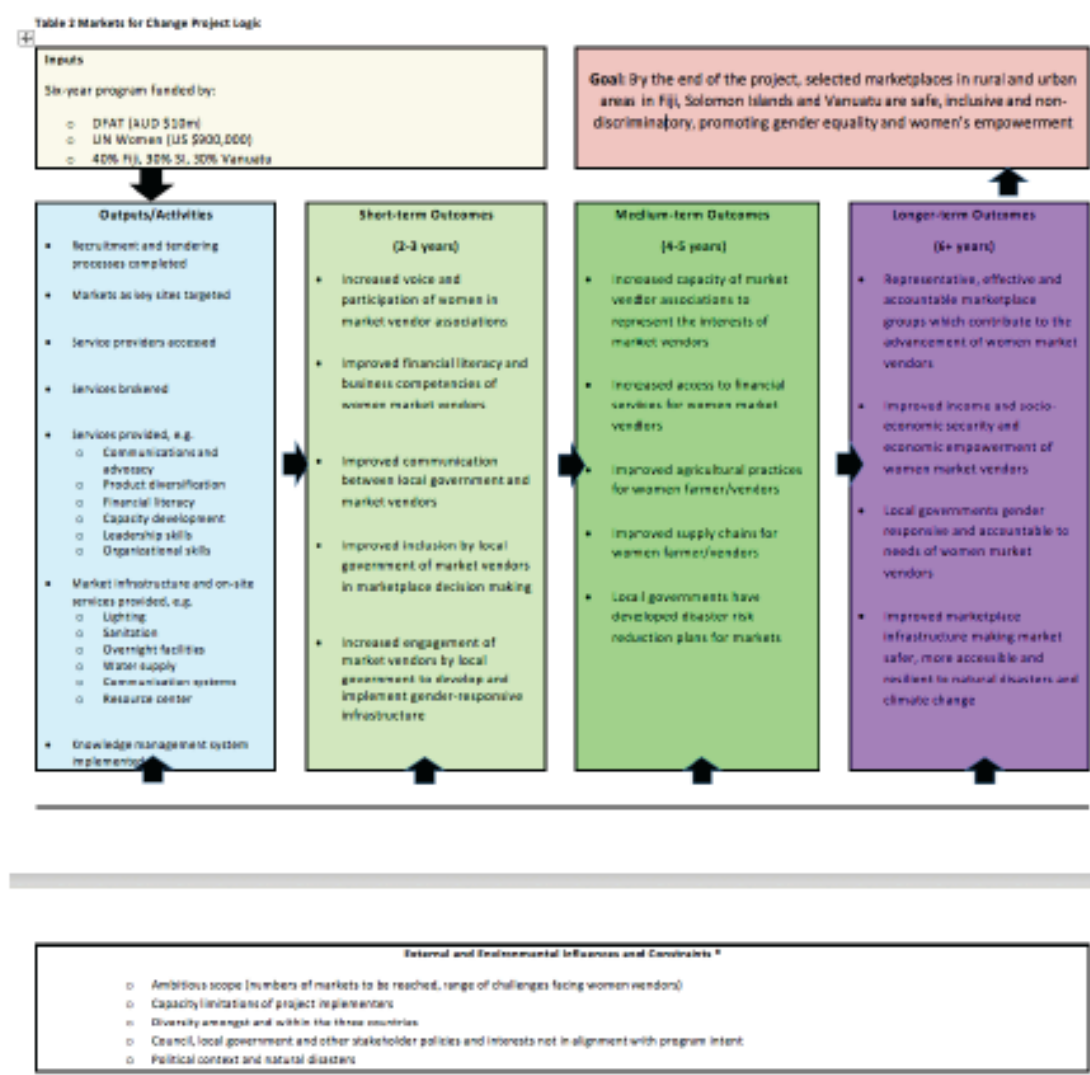 Table 2 Markets for Change Project Logic
Inputs
Six-year program funded by:
o DFAT (AUD $10m)
o UN Women (US $900,000)
o 40% Fiji, 30% SI, 30% Vanuatu
Goal: By the end of the project, selected marketplaces in rural and urban
areas in Fiji, Solomon Islands and Vanuatu are safe, inclusive and non-
discriminatory, promoting gender equality and women's empowerment
Outputs/Activities
• Recruitment and tendering
processes completed
• Markets as key sites targeted
• Service providers accessed
• Services brokered
• Services provided, e.g.
o Communications and
advocacy
o Product diversification
o Financial literacy
o Capacity development
o Leadership skills
o Organizational skills
• Market infrastructure and on-site
services provided, e.g.
o Lighting
o Sanitation
o Overnight facilities
o Water supply
o Communication systems
o Resource center
• Knowledge management system
implemented
Short-term Outcomes
(2-3 years)
• Increased voice and
participation of women in
market vendor associations
• Improved financial literacy and
business competencies of
women market vendors
• Improved communication
between local government and
market vendors
• Improved inclusion by local
government of market vendors
in marketplace decision making
• Increased engagement of
market vendors by local
government to develop and
implement gender-responsive
infrastructure
Medium-term Outcomes
(4-5 years)
• Increased capacity of market
vendor associations to
represent the interests of
market vendors
• Increased access to financial
services for women market
vendors
• Improved agricultural practices
for women farmer/vendors
• Improved supply chains for
women farmer/vendors
• Local governments have
developed disaster risk
reduction plans for markets
Longer-term Outcomes
(6+ years)
• Representative, effective and
accountable marketplace
groups which contribute to the
advancement of women market
vendors
• Improved income and socio-
economic security and
economic empowerment of
women market vendors
• Local governments gender
responsive and accountable to
needs of women market
vendors
• Improved marketplace
infrastructure making market
safer, more accessible and
resilient to natural disasters and
climate change
External and Environmental Influences and Constraints *
o Ambitious scope (numbers of markets to be reached, range of challenges facing women vendors)
o Capacity limitations of project implementers
o Diversity amongst and within the three countries
o Council, local government and other stakeholder policies and interests not in alignment with program intent
o Political context and natural disasters